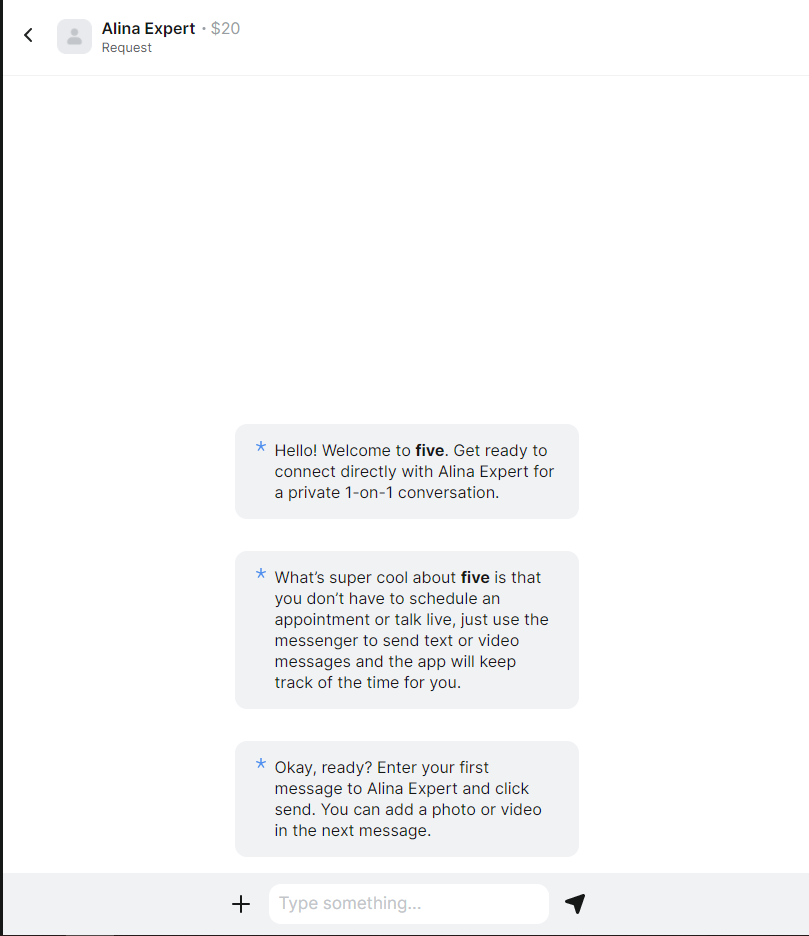 Alina Expert • $20
Request
* Hello! Welcome to five. Get ready to
connect directly with Alina Expert for
a private 1-on-1 conversation.
* What’s super cool about five is that
you don’t have to schedule an
appointment or talk live, just use the
messenger to send text or video
messages and the app will keep
track of the time for you.
* Okay, ready? Enter your first
message to Alina Expert and click
send. You can add a photo or video
in the next message.
Type something...